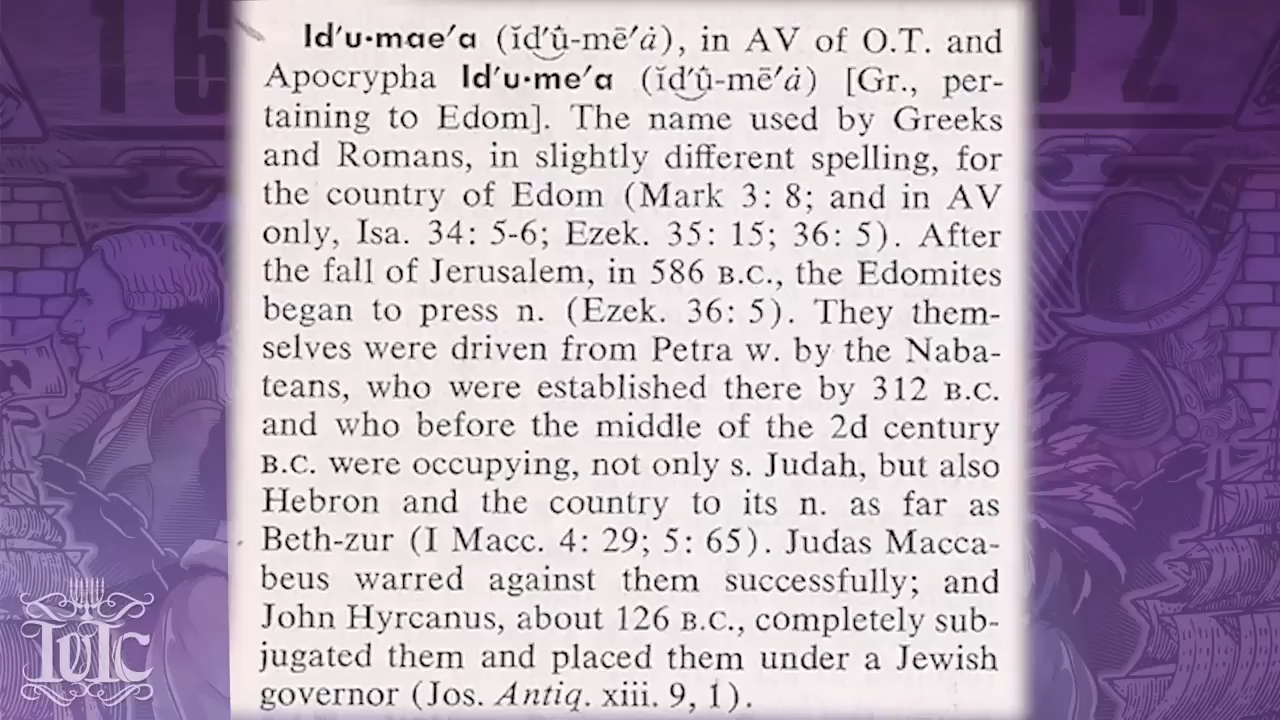 Id′u·mae′a (ĭd′û-mē′ȧ), in AV of O.T. and
Apocrypha Id′u·me′a (ĭd′û-mē′ȧ) [Gr., per-
taining to Edom]. The name used by Greeks
and Romans, in slightly different spelling, for
the country of Edom (Mark 3: 8; and in AV
only, Isa. 34: 5-6; Ezek. 35: 15; 36: 5). After
the fall of Jerusalem, in 586 B.C., the Edomites
began to press n. (Ezek. 36: 5). They them-
selves were driven from Petra w. by the Naba-
teans, who were established there by 312 B.C.
and who before the middle of the 2d century
B.C. were occupying, not only s. Judah, but also
Hebron and the country to its n. as far as
Beth-zur (I Macc. 4: 29; 5: 65). Judas Macca-
beus warred against them successfully; and
John Hyrcanus, about 126 B.C., completely sub-
jugated them and placed them under a Jewish
governor (Jos. Antiq. xiii. 9, 1).
IUIC